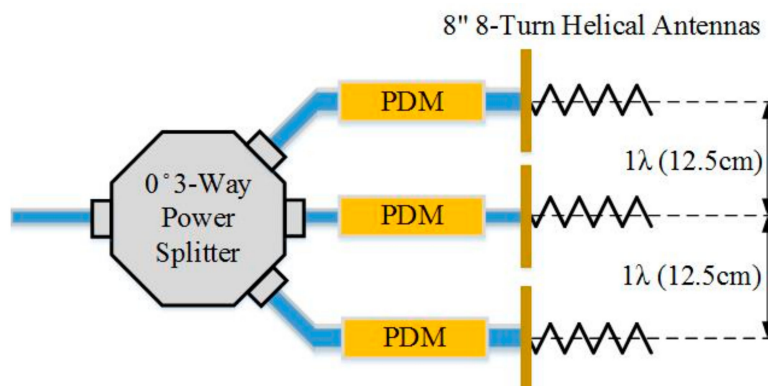 8" 8-Turn Helical Antennas
PDM
0° 3-Way
Power
Splitter
PDM
PDM
1λ (12.5cm)
1λ (12.5cm)